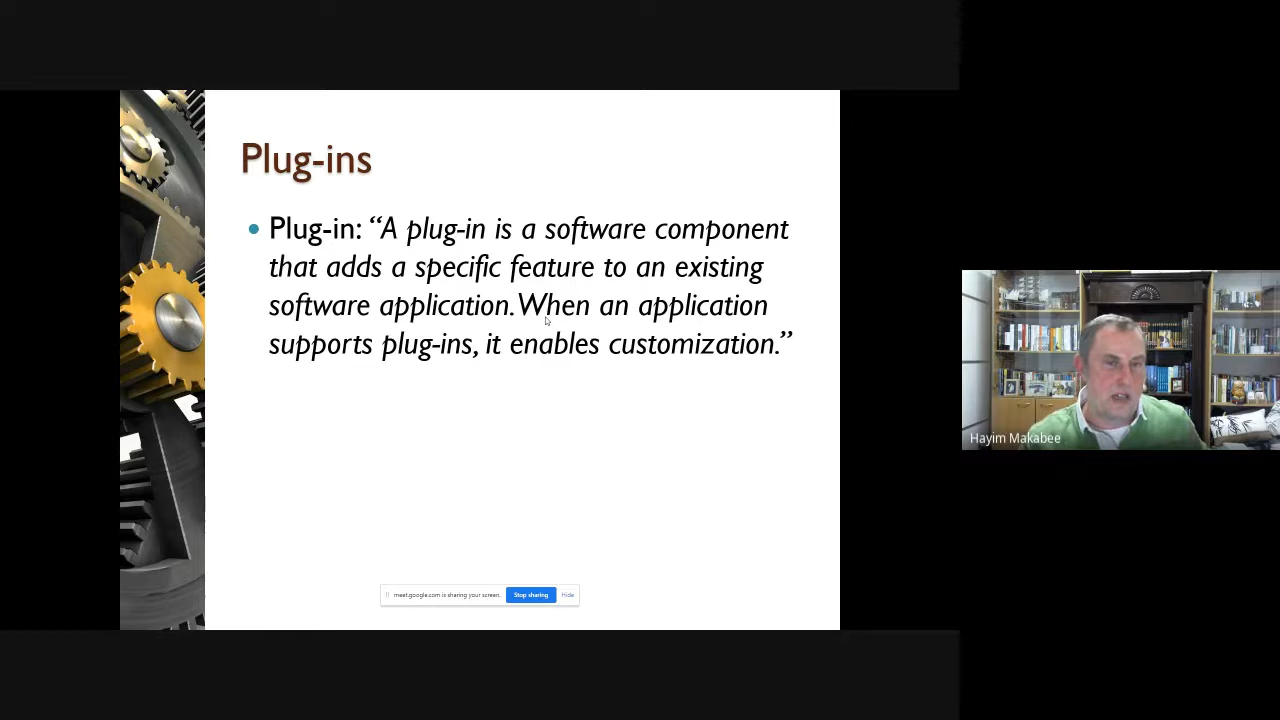 Plug-ins
• Plug-in: “A plug-in is a software component
that adds a specific feature to an existing
software application. When an application
supports plug-ins, it enables customization.”
meet.google.com is sharing your screen.
Stop sharing
Hide
Hayim Makabee